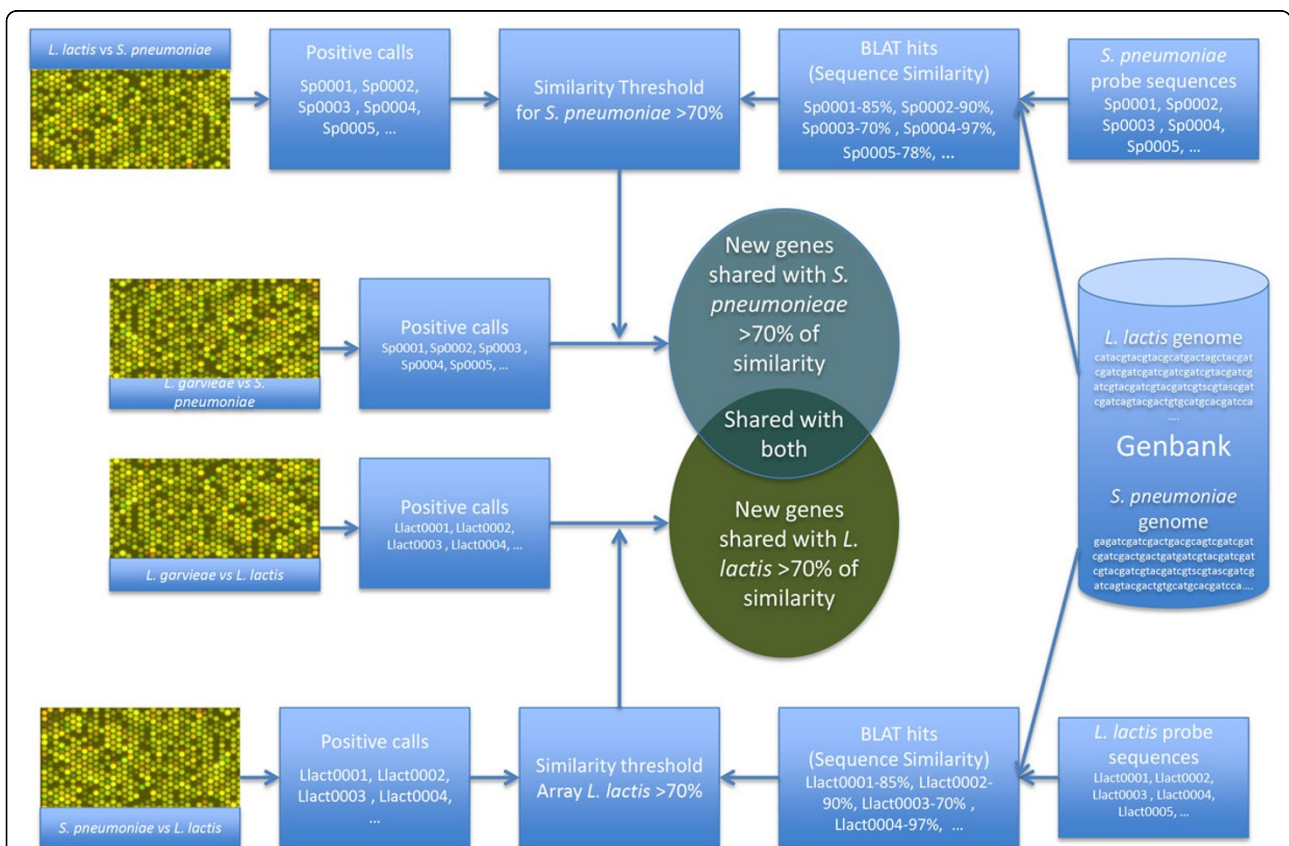 L. lactis vs S. pneumoniae
Positive calls
Sp0001, Sp0002,
Sp0003 , Sp0004,
Sp0005, ...
Similarity Threshold
for S. pneumoniae >70%
BLAT hits
(Sequence Similarity)
Sp0001-85%, Sp0002-90%,
Sp0003-70% , Sp0004-97%,
Sp0005-78%, ...
S. pneumoniae
probe sequences
Sp0001, Sp0002,
Sp0003 , Sp0004,
Sp0005, ...
L. garvieae vs S.
pneumoniae
Positive calls
Sp0001, Sp0002, Sp0003 ,
Sp0004, Sp0005, ...
New genes
shared with S.
pneumonieae
>70% of
similarity
Shared with
both
New genes
shared with L.
lactis >70% of
similarity
L. garvieae vs L. lactis
Positive calls
Llact0001, Llact0002,
Llact0003 , Llact0004, ...
L. lactis genome
catacgtacgtacgcatgactagctacgat
cgatcgatcgatcgatcgatcgtacgatcg
atcgtacgatcgtacgatcgtscgtascgat
cgatcagtacgactgtgcatgcacgatcca
....
Genbank
S. pneumoniae
genome
gagatcgatcgactgacgcagtcgatcgat
cgatcgactgactgatgatcgtacgatcgat
cgtacgatcgtacgatcgtscgtascgatcg
atcagtacgactgtgcatgcacgatcca....
S. pneumoniae vs L. lactis
Positive calls
Llact0001, Llact0002,
Llact0003 , Llact0004,
...
Similarity threshold
Array L. lactis >70%
BLAT hits
(Sequence Similarity)
Llact0001-85%, Llact0002-
90%, Llact0003-70% ,
Llact0004-97%, ...
L. lactis probe
sequences
Llact0001, Llact0002,
Llact0003 , Llact0004,
Llact0005, ...